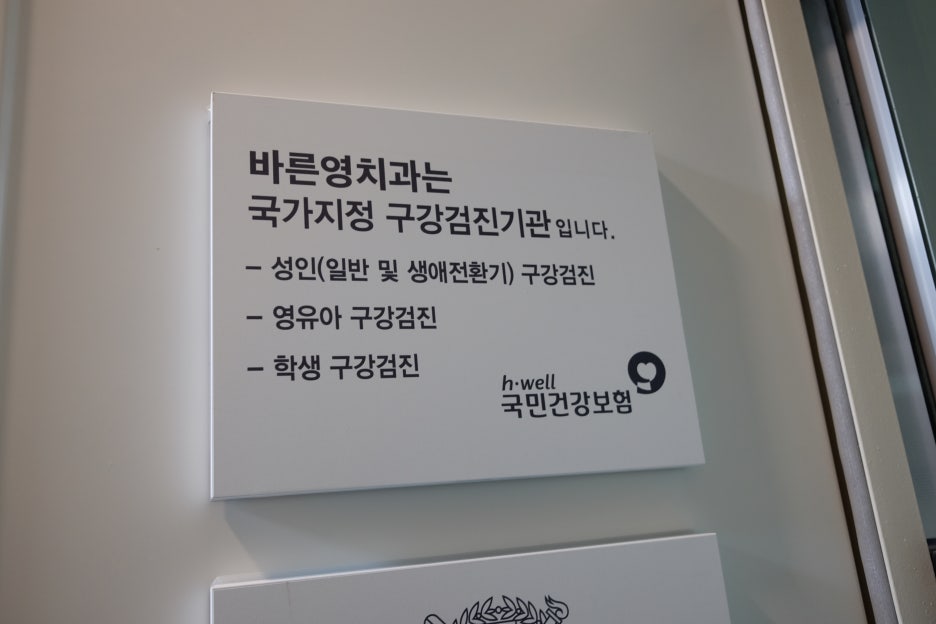 바른영치과는
국가지정 구강검진기관 입니다.
– 성인(일반 및 생애전환기) 구강검진
– 영유아 구강검진
– 학생 구강검진
h·well
국민건강보험